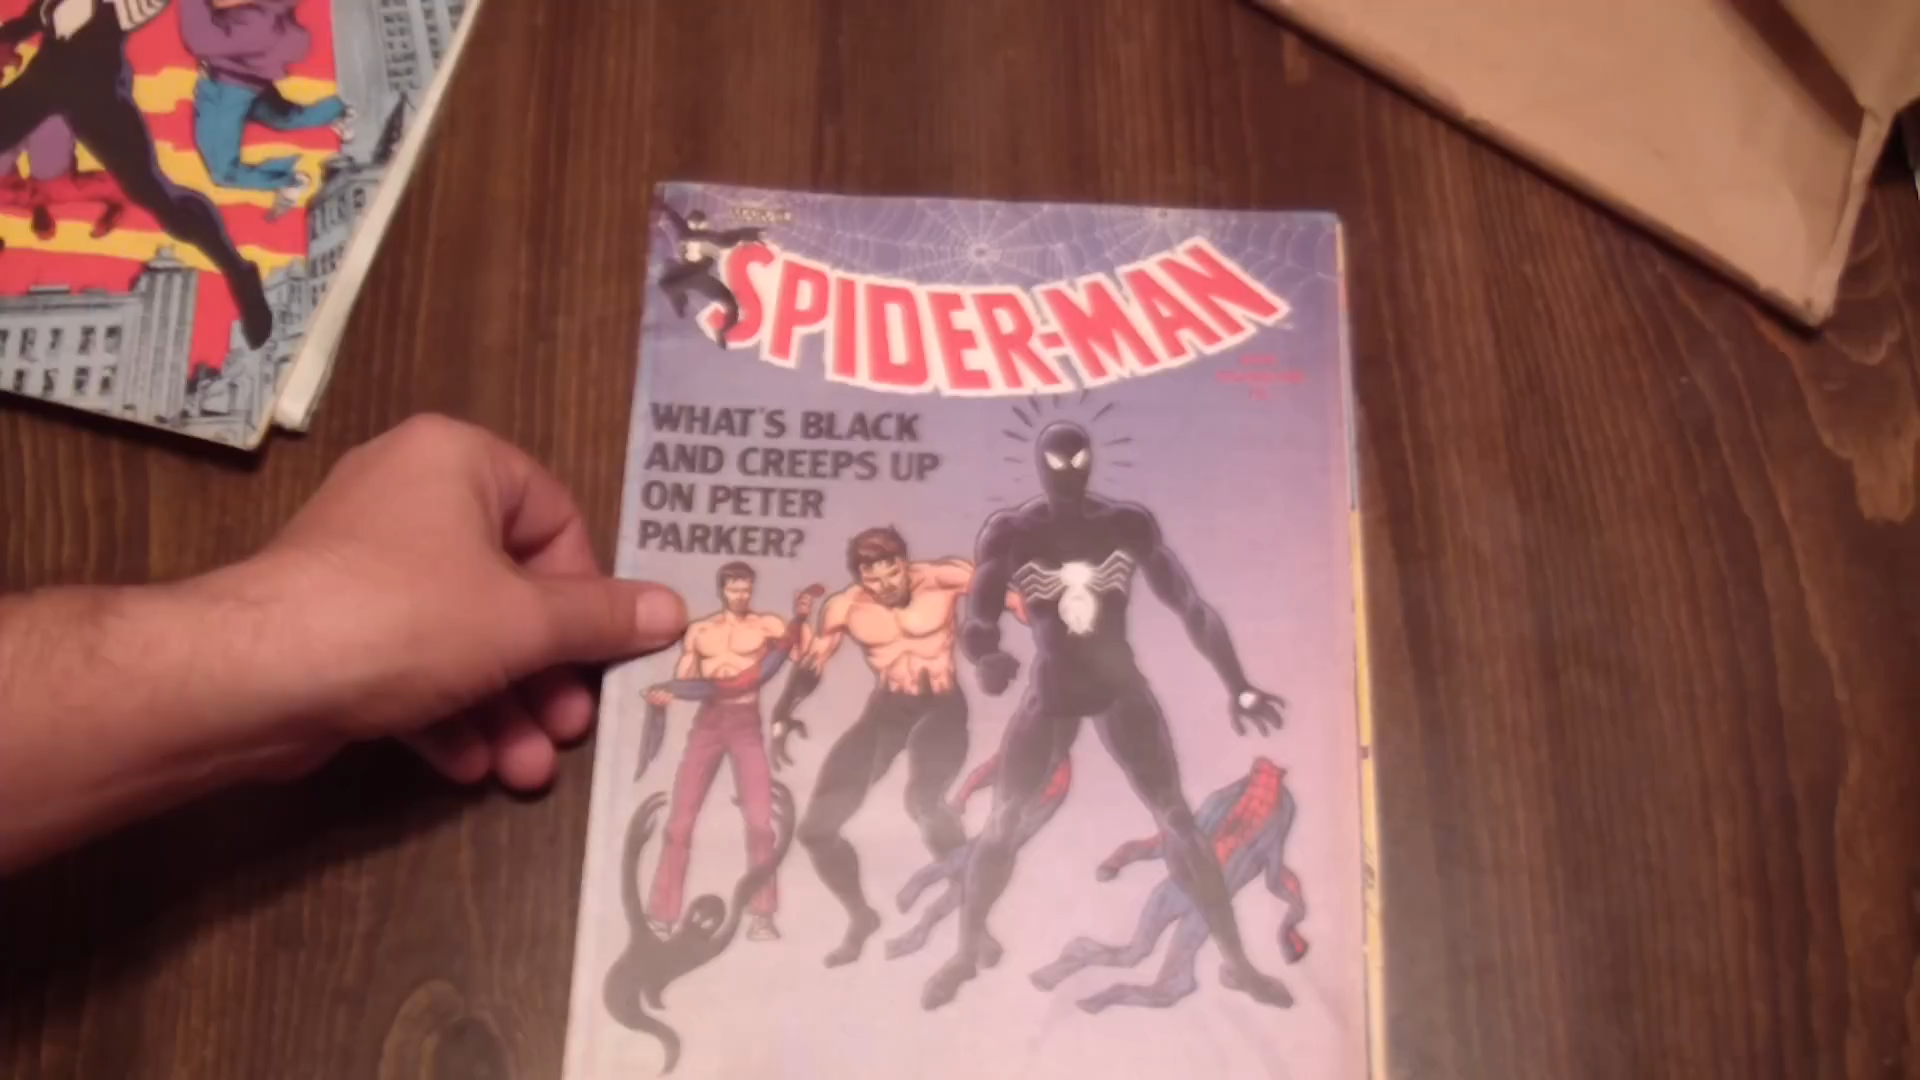 SPIDER-MAN
WHAT'S BLACK
AND CREEPS UP
ON PETER
PARKER?